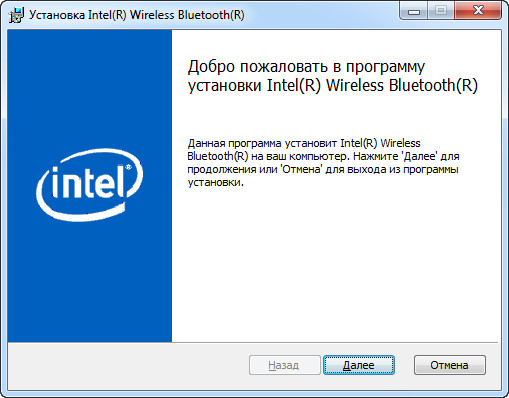 Установка Intel(R) Wireless Bluetooth(R)
Добро пожаловать в программу
установки Intel(R) Wireless Bluetooth(R)
Данная программа установит Intel(R) Wireless
Bluetooth(R) на ваш компьютер. Нажмите 'Далее' для
продолжения или 'Отмена' для выхода из программы
установки.
intel®
Назад
Далее
Отмена